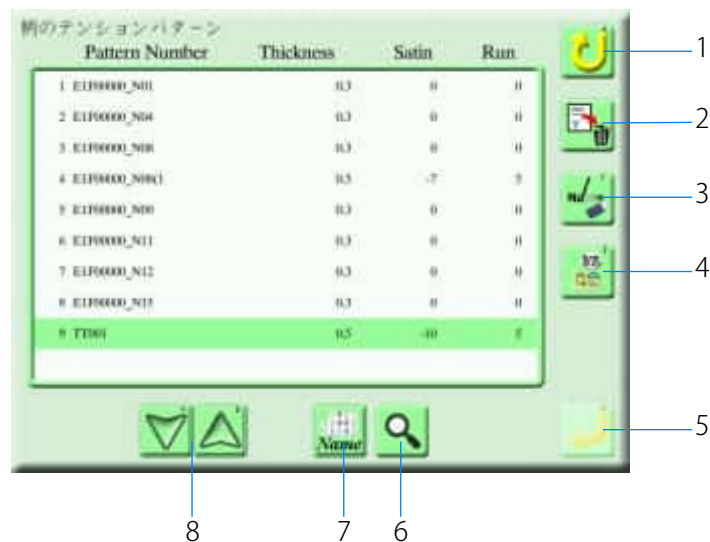 柄のテンションパターン
Pattern Number Thickness Satin Run
1 E1F00000_N01 0.3 0 0
2 E1F00000_N04 0.3 0 0
3 E1F00000_N08 0.3 0 0
4 E1F00000_N08(1 0.5 -7 5
5 E1F00000_N09 0.3 0 0
6 E1F00000_N11 0.3 0 0
7 E1F00000_N12 0.3 0 0
8 E1F00000_N15 0.3 0 0
9 TT001 0.5 -10 5
Name
1
2
3
4
5
6
7
8